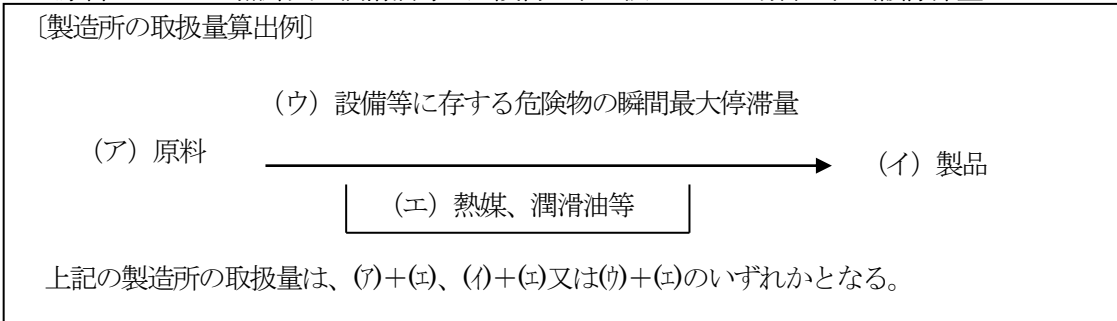 〔製造所の取扱量算出例〕
（ウ）設備等に存する危険物の瞬間最大停滞量
（ア）原料
（イ）製品
（エ）熱媒、潤滑油等
上記の製造所の取扱量は、(ｱ)＋(ｴ)、(ｲ)＋(ｴ)又は(ｳ)＋(ｴ)のいずれかとなる。